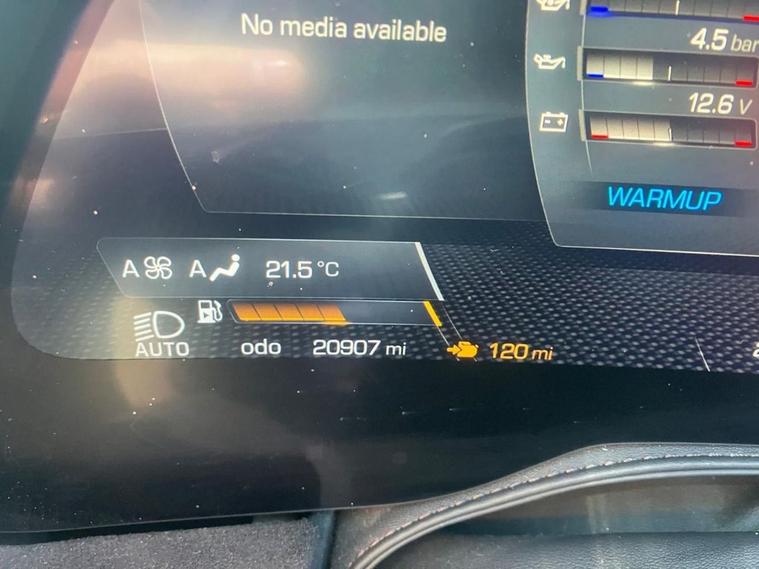 No media available
4.5 bar
12.6 V
WARMUP
A A 21.5 °C
AUTO odo 20907 mi 120 mi